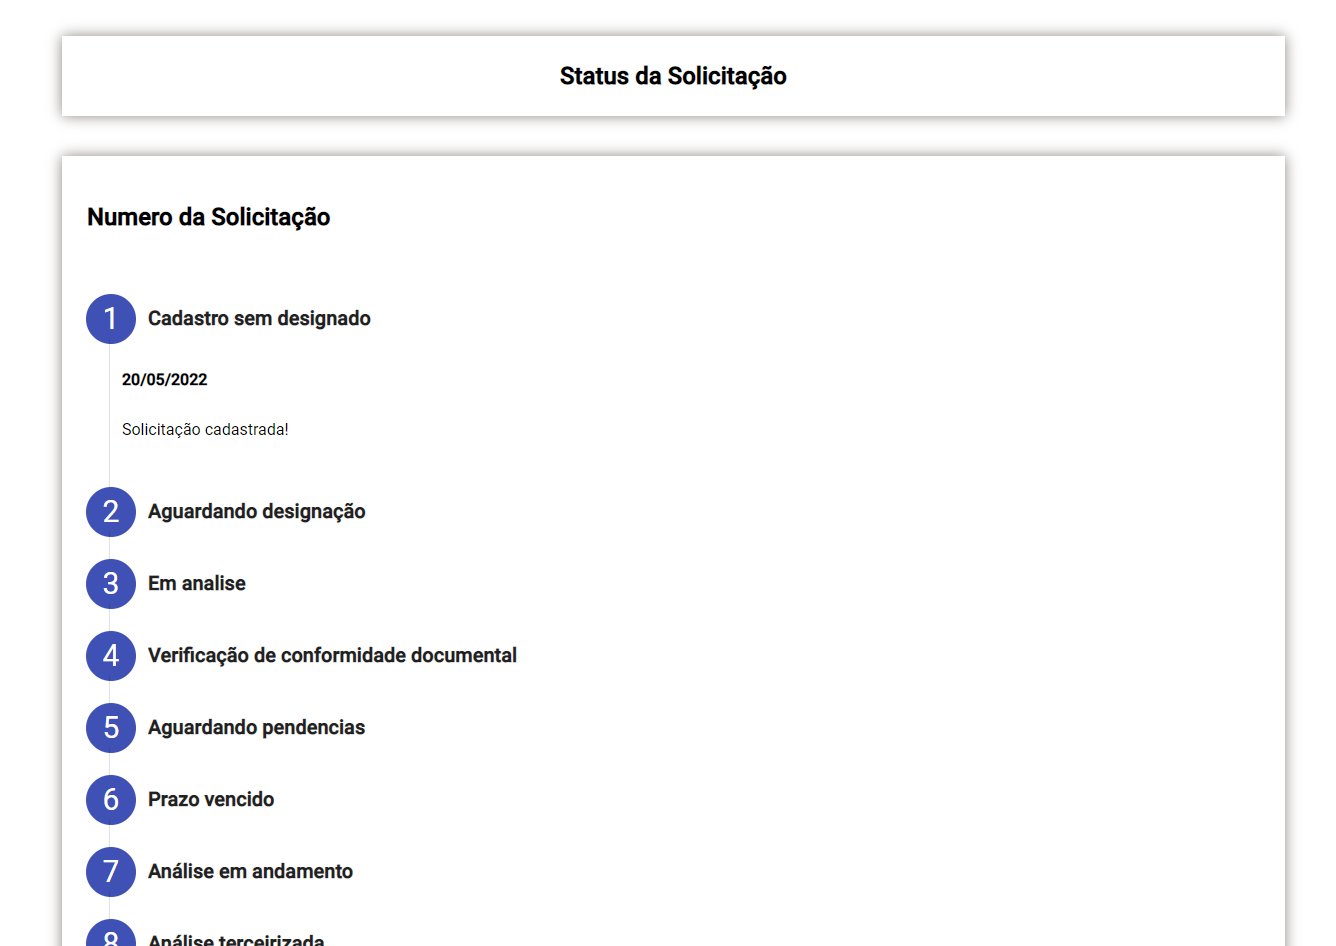 Status da Solicitação
Numero da Solicitação
1 Cadastro sem designado
20/05/2022
Solicitação cadastrada!
2 Aguardando designação
3 Em analise
4 Verificação de conformidade documental
5 Aguardando pendencias
6 Prazo vencido
7 Análise em andamento
8 Análise terceirizada